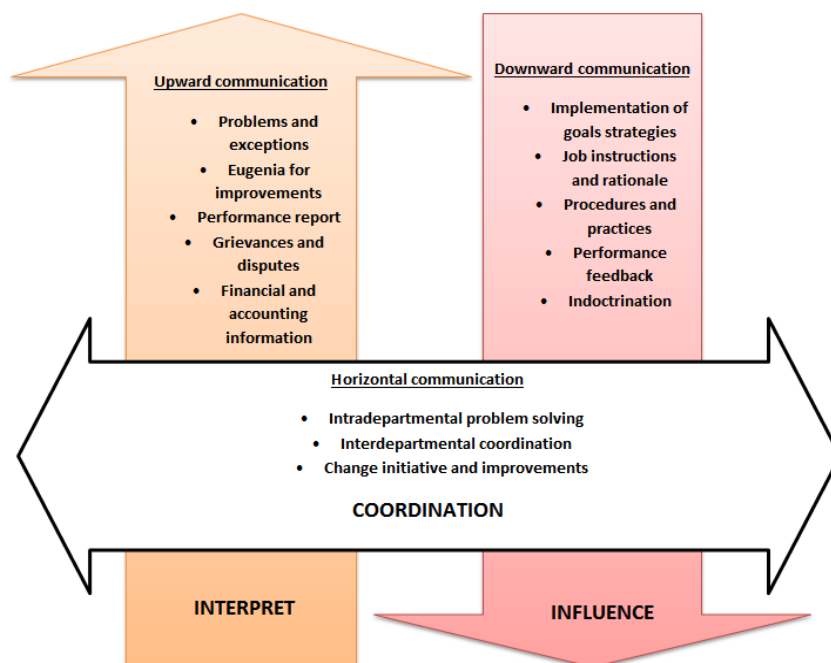 Upward communication
• Problems and
exceptions
• Eugenia for
improvements
• Performance report
• Grievances and
disputes
• Financial and
accounting
information
Downward communication
• Implementation of
goals strategies
• Job instructions
and rationale
• Procedures and
practices
• Performance
feedback
• Indoctrination
Horizontal communication
• Intradepartmental problem solving
• Interdepartmental coordination
• Change initiative and improvements
COORDINATION
INTERPRET
INFLUENCE